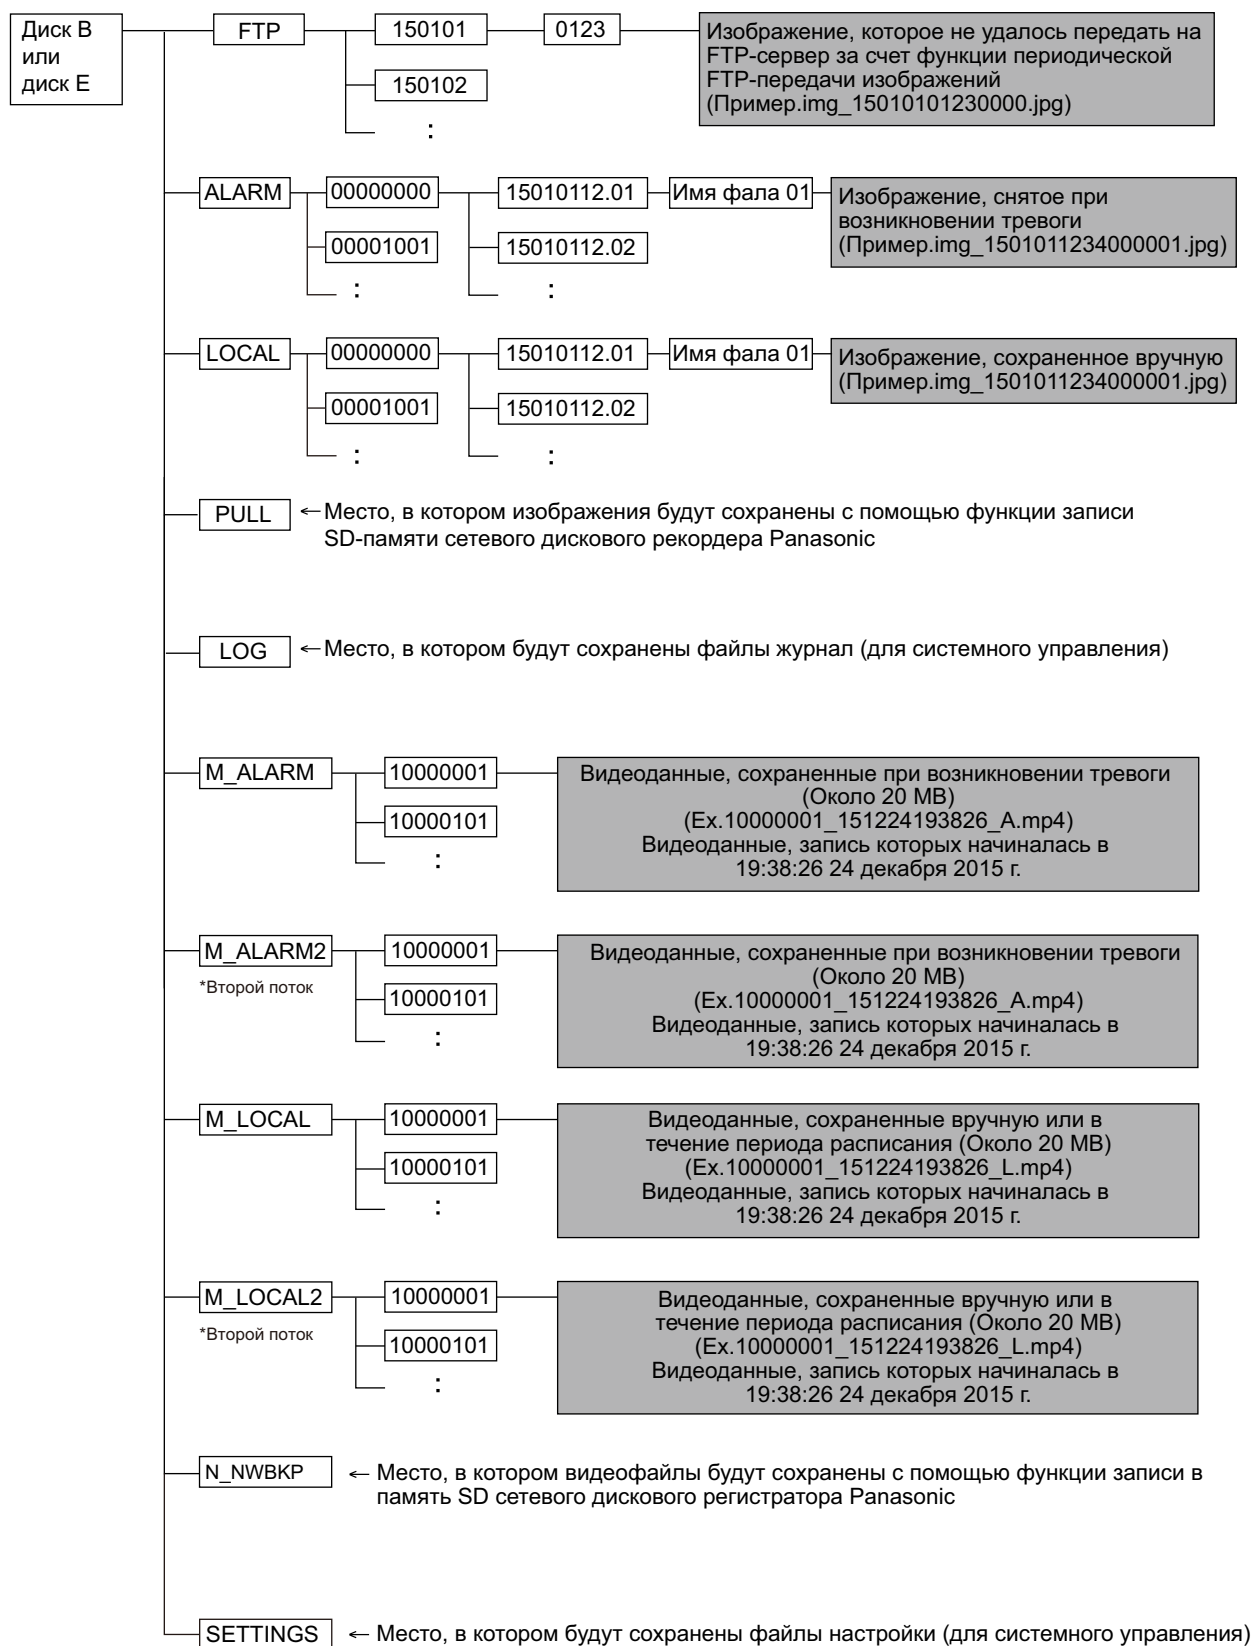 Диск B
или
диск E
FTP
150101
0123
Изображение, которое не удалось передать на
FTP-сервер за счет функции периодической
FTP-передачи изображений
(Пример.img_15010101230000.jpg)
150102
:
ALARM
00000000
15010112.01
Имя фала 01
Изображение, снятое при
возникновении тревоги
(Пример.img_1501011234000001.jpg)
00001001
15010112.02
:
:
LOCAL
00000000
15010112.01
Имя фала 01
Изображение, сохраненное вручную
(Пример.img_1501011234000001.jpg)
00001001
15010112.02
:
:
PULL
←Место, в котором изображения будут сохранены с помощью функции записи
SD-памяти сетевого дискового рекордера Panasonic
LOG
←Место, в котором будут сохранены файлы журнал (для системного управления)
M_ALARM
10000001
Видеоданные, сохраненные при возникновении тревоги
(Около 20 MB)
(Ex.10000001_151224193826_A.mp4)
Видеоданные, запись которых начиналась в
19:38:26 24 декабря 2015 г.
10000101
:
M_ALARM2
*Второй поток
10000001
Видеоданные, сохраненные при возникновении тревоги
(Около 20 MB)
(Ex.10000001_151224193826_A.mp4)
Видеоданные, запись которых начиналась в
19:38:26 24 декабря 2015 г.
10000101
:
M_LOCAL
10000001
Видеоданные, сохраненные вручную или в
течение периода расписания (Около 20 MB)
(Ex.10000001_151224193826_L.mp4)
Видеоданные, запись которых начиналась в
19:38:26 24 декабря 2015 г.
10000101
:
M_LOCAL2
*Второй поток
10000001
Видеоданные, сохраненные вручную или в
течение периода расписания (Около 20 MB)
(Ex.10000001_151224193826_L.mp4)
Видеоданные, запись которых начиналась в
19:38:26 24 декабря 2015 г.
10000101
:
N_NWBKP
← Место, в котором видеофайлы будут сохранены с помощью функции записи в
память SD сетевого дискового регистратора Panasonic
SETTINGS
← Место, в котором будут сохранены файлы настройки (для системного управления)